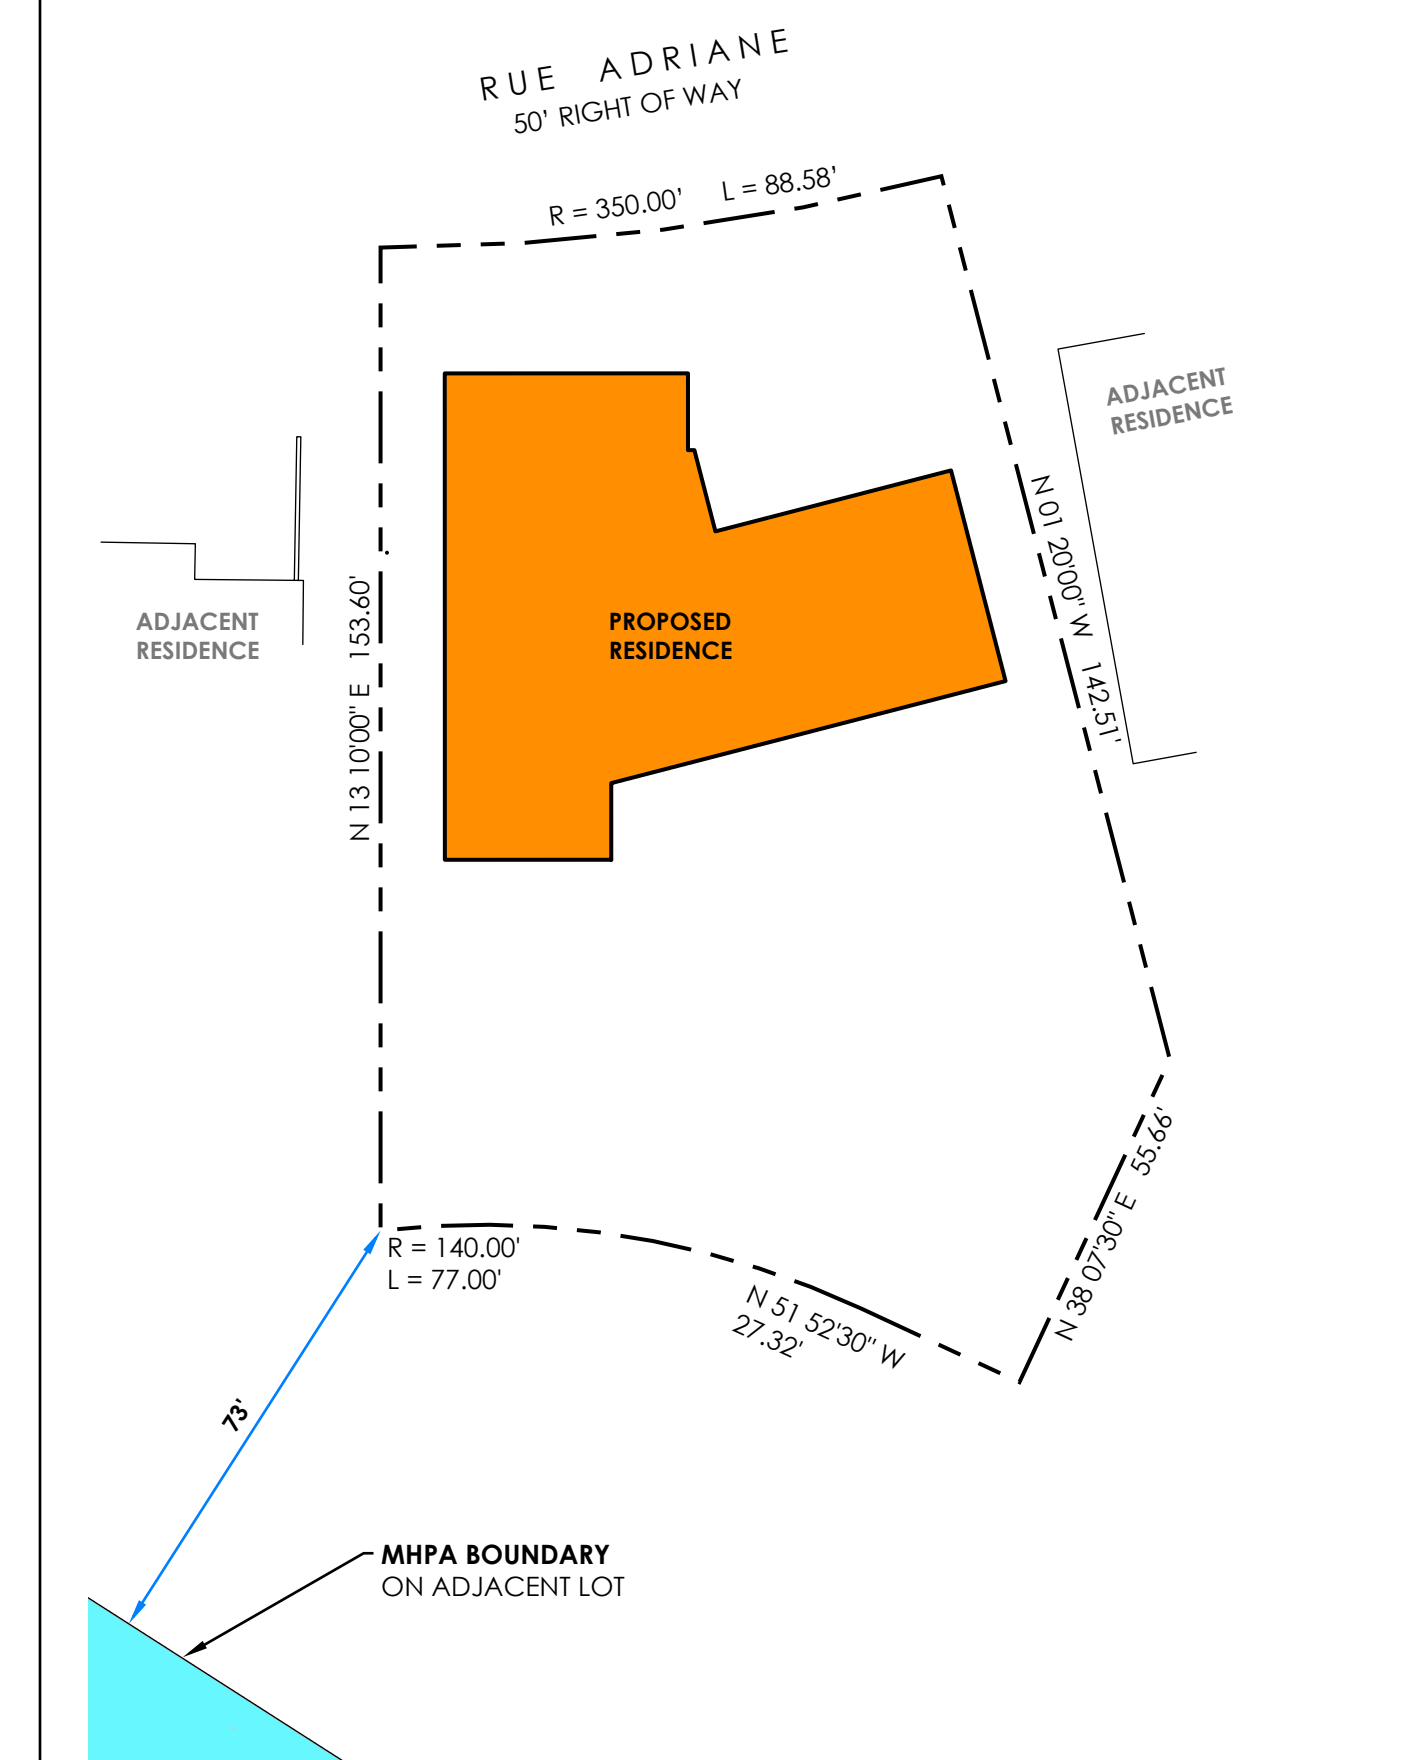 RUE ADRIANE
50' RIGHT OF WAY
R = 350.00' L = 88.58'
ADJACENT
RESIDENCE
N 01 20'00" W 142.51'
ADJACENT
RESIDENCE
N 13 10'00" E 153.60'
PROPOSED
RESIDENCE
R = 140.00'
L = 77.00'
N 51 52'30" W
27.32'
N 38 07'30" E 55.66'
73'
MHPA BOUNDARY
ON ADJACENT LOT